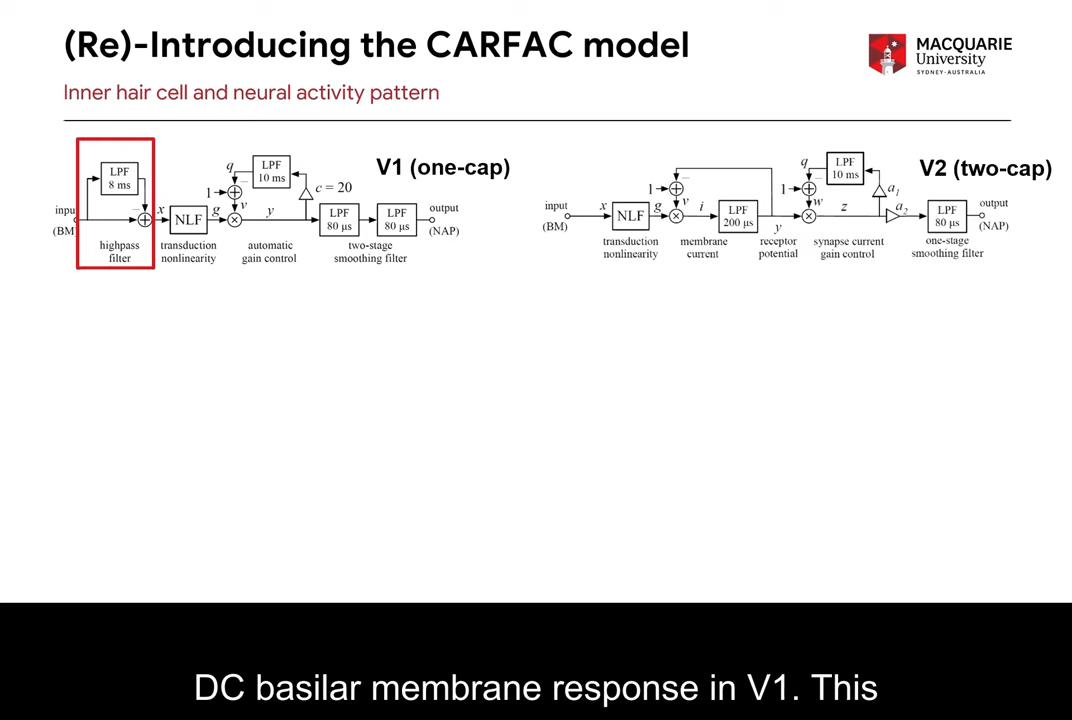 (Re)-Introducing the CARFAC model
MACQUARIE
University
SYDNEY·AUSTRALIA
Inner hair cell and neural activity pattern
V1 (one-cap)
LPF
8 ms
q
LPF
10 ms
1
v
c = 20
input
(BM)
x
NLF
g
y
LPF
80 μs
LPF
80 μs
output
(NAP)
highpass
filter
transduction
nonlinearity
automatic
gain control
two-stage
smoothing filter
V2 (two-cap)
q
LPF
10 ms
1
1
a1
input
(BM)
x
NLF
g
v
i
LPF
200 μs
y
w
z
a2
LPF
80 μs
output
(NAP)
transduction
nonlinearity
membrane
current
receptor
potential
synapse current
gain control
one-stage
smoothing filter
DC basilar membrane response in V1. This